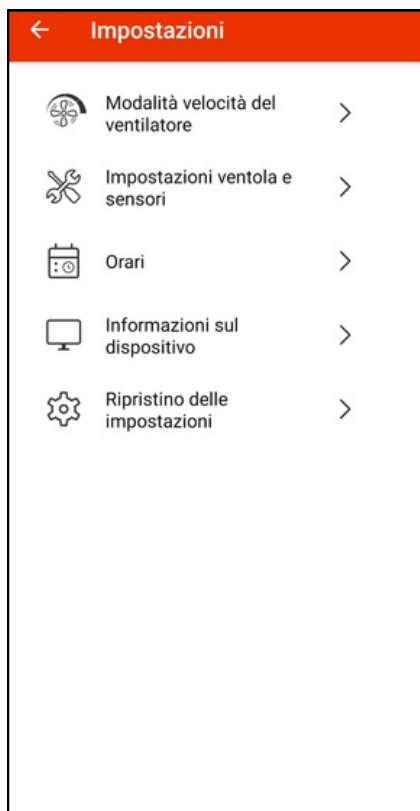 Impostazioni
Modalità velocità del
ventilatore
Impostazioni ventola e
sensori
Orari
Informazioni sul
dispositivo
Ripristino delle
impostazioni